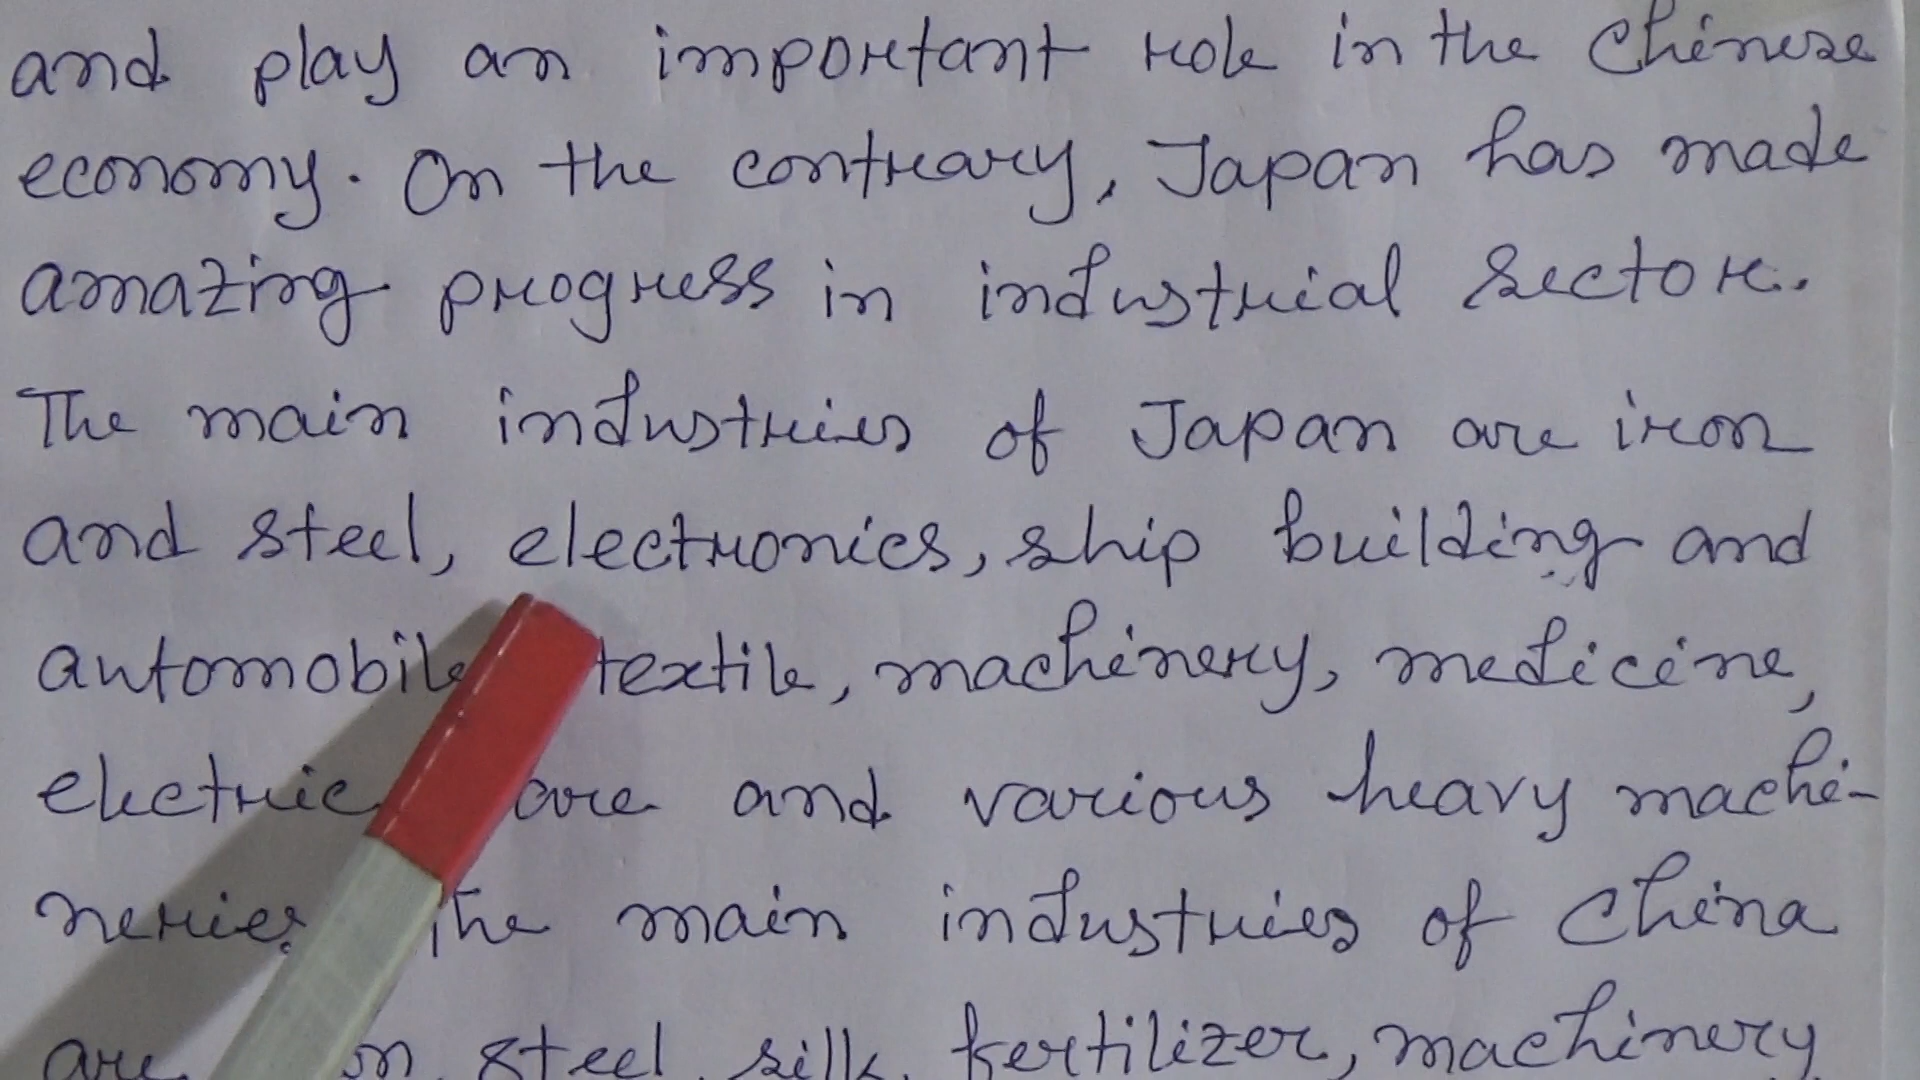 and play an important role in the Chinese
economy. On the contrary, Japan has made
amazing progress in industrial sector.
The main industries of Japan are iron
and steel, electronics, ship building and
automobile textile, machinery, medicine,
electric are and various heavy machi-
neries The main industries of China
are steel, silk, fertilizer, machinery